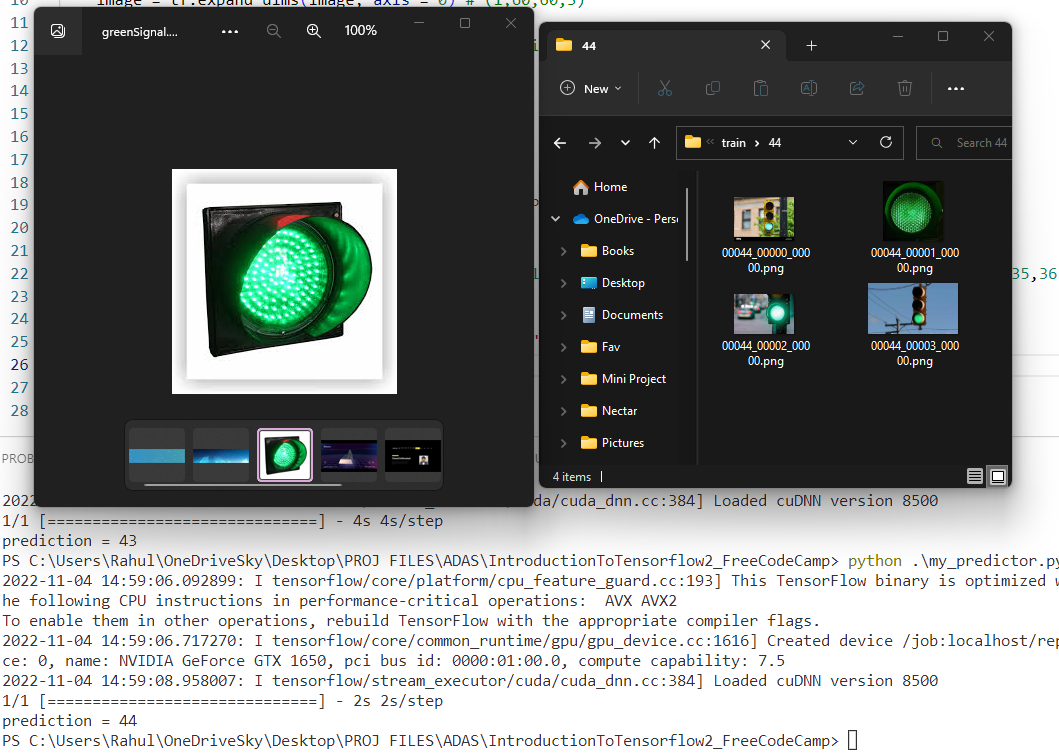 10 image = tf.expand_dims(image, axis = 0) # (1,60,60,3)
11
12
13
14
15
16
17
18
19
20
21
22 35,36
23
24
25
26
27
28
greenSignal....
100%
44
New
train
44
Search 44
Home
OneDrive - Pers
Books
Desktop
Documents
Fav
Mini Project
Nectar
Pictures
00044_00000_000
00.png
00044_00001_000
00.png
00044_00002_000
00.png
00044_00003_000
00.png
4 items
PROB
2022 uda/cuda_dnn.cc:384] Loaded cuDNN version 8500
1/1 [==============================] - 4s 4s/step
prediction = 43
PS C:\Users\Rahul\OneDriveSky\Desktop\PROJ FILES\ADAS\IntroductionToTensorflow2_FreeCodeCamp> python .\my_predictor.py
2022-11-04 14:59:06.092899: I tensorflow/core/platform/cpu_feature_guard.cc:193] This TensorFlow binary is optimized w
he following CPU instructions in performance-critical operations:  AVX AVX2
To enable them in other operations, rebuild TensorFlow with the appropriate compiler flags.
2022-11-04 14:59:06.717270: I tensorflow/core/common_runtime/gpu/gpu_device.cc:1616] Created device /job:localhost/rep
ce: 0, name: NVIDIA GeForce GTX 1650, pci bus id: 0000:01:00.0, compute capability: 7.5
2022-11-04 14:59:08.958007: I tensorflow/stream_executor/cuda/cuda_dnn.cc:384] Loaded cuDNN version 8500
1/1 [==============================] - 2s 2s/step
prediction = 44
PS C:\Users\Rahul\OneDriveSky\Desktop\PROJ FILES\ADAS\IntroductionToTensorflow2_FreeCodeCamp>